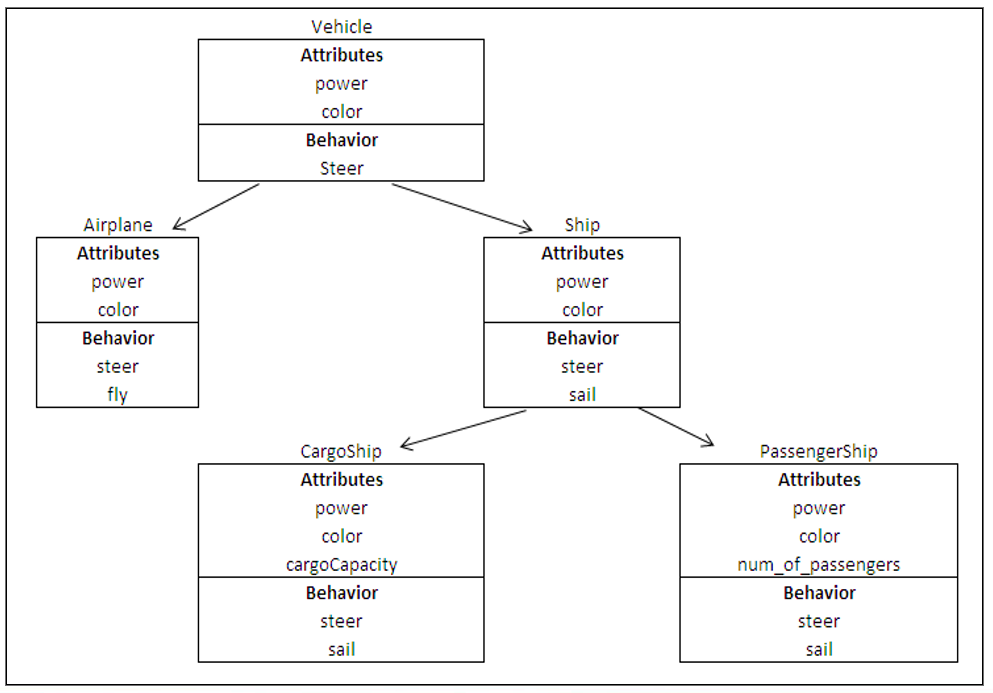 Vehicle
Attributes
power
color
Behavior
Steer
Airplane
Attributes
power
color
Behavior
steer
fly
Ship
Attributes
power
color
Behavior
steer
sail
CargoShip
Attributes
power
color
cargoCapacity
Behavior
steer
sail
PassengerShip
Attributes
power
color
num_of_passengers
Behavior
steer
sail